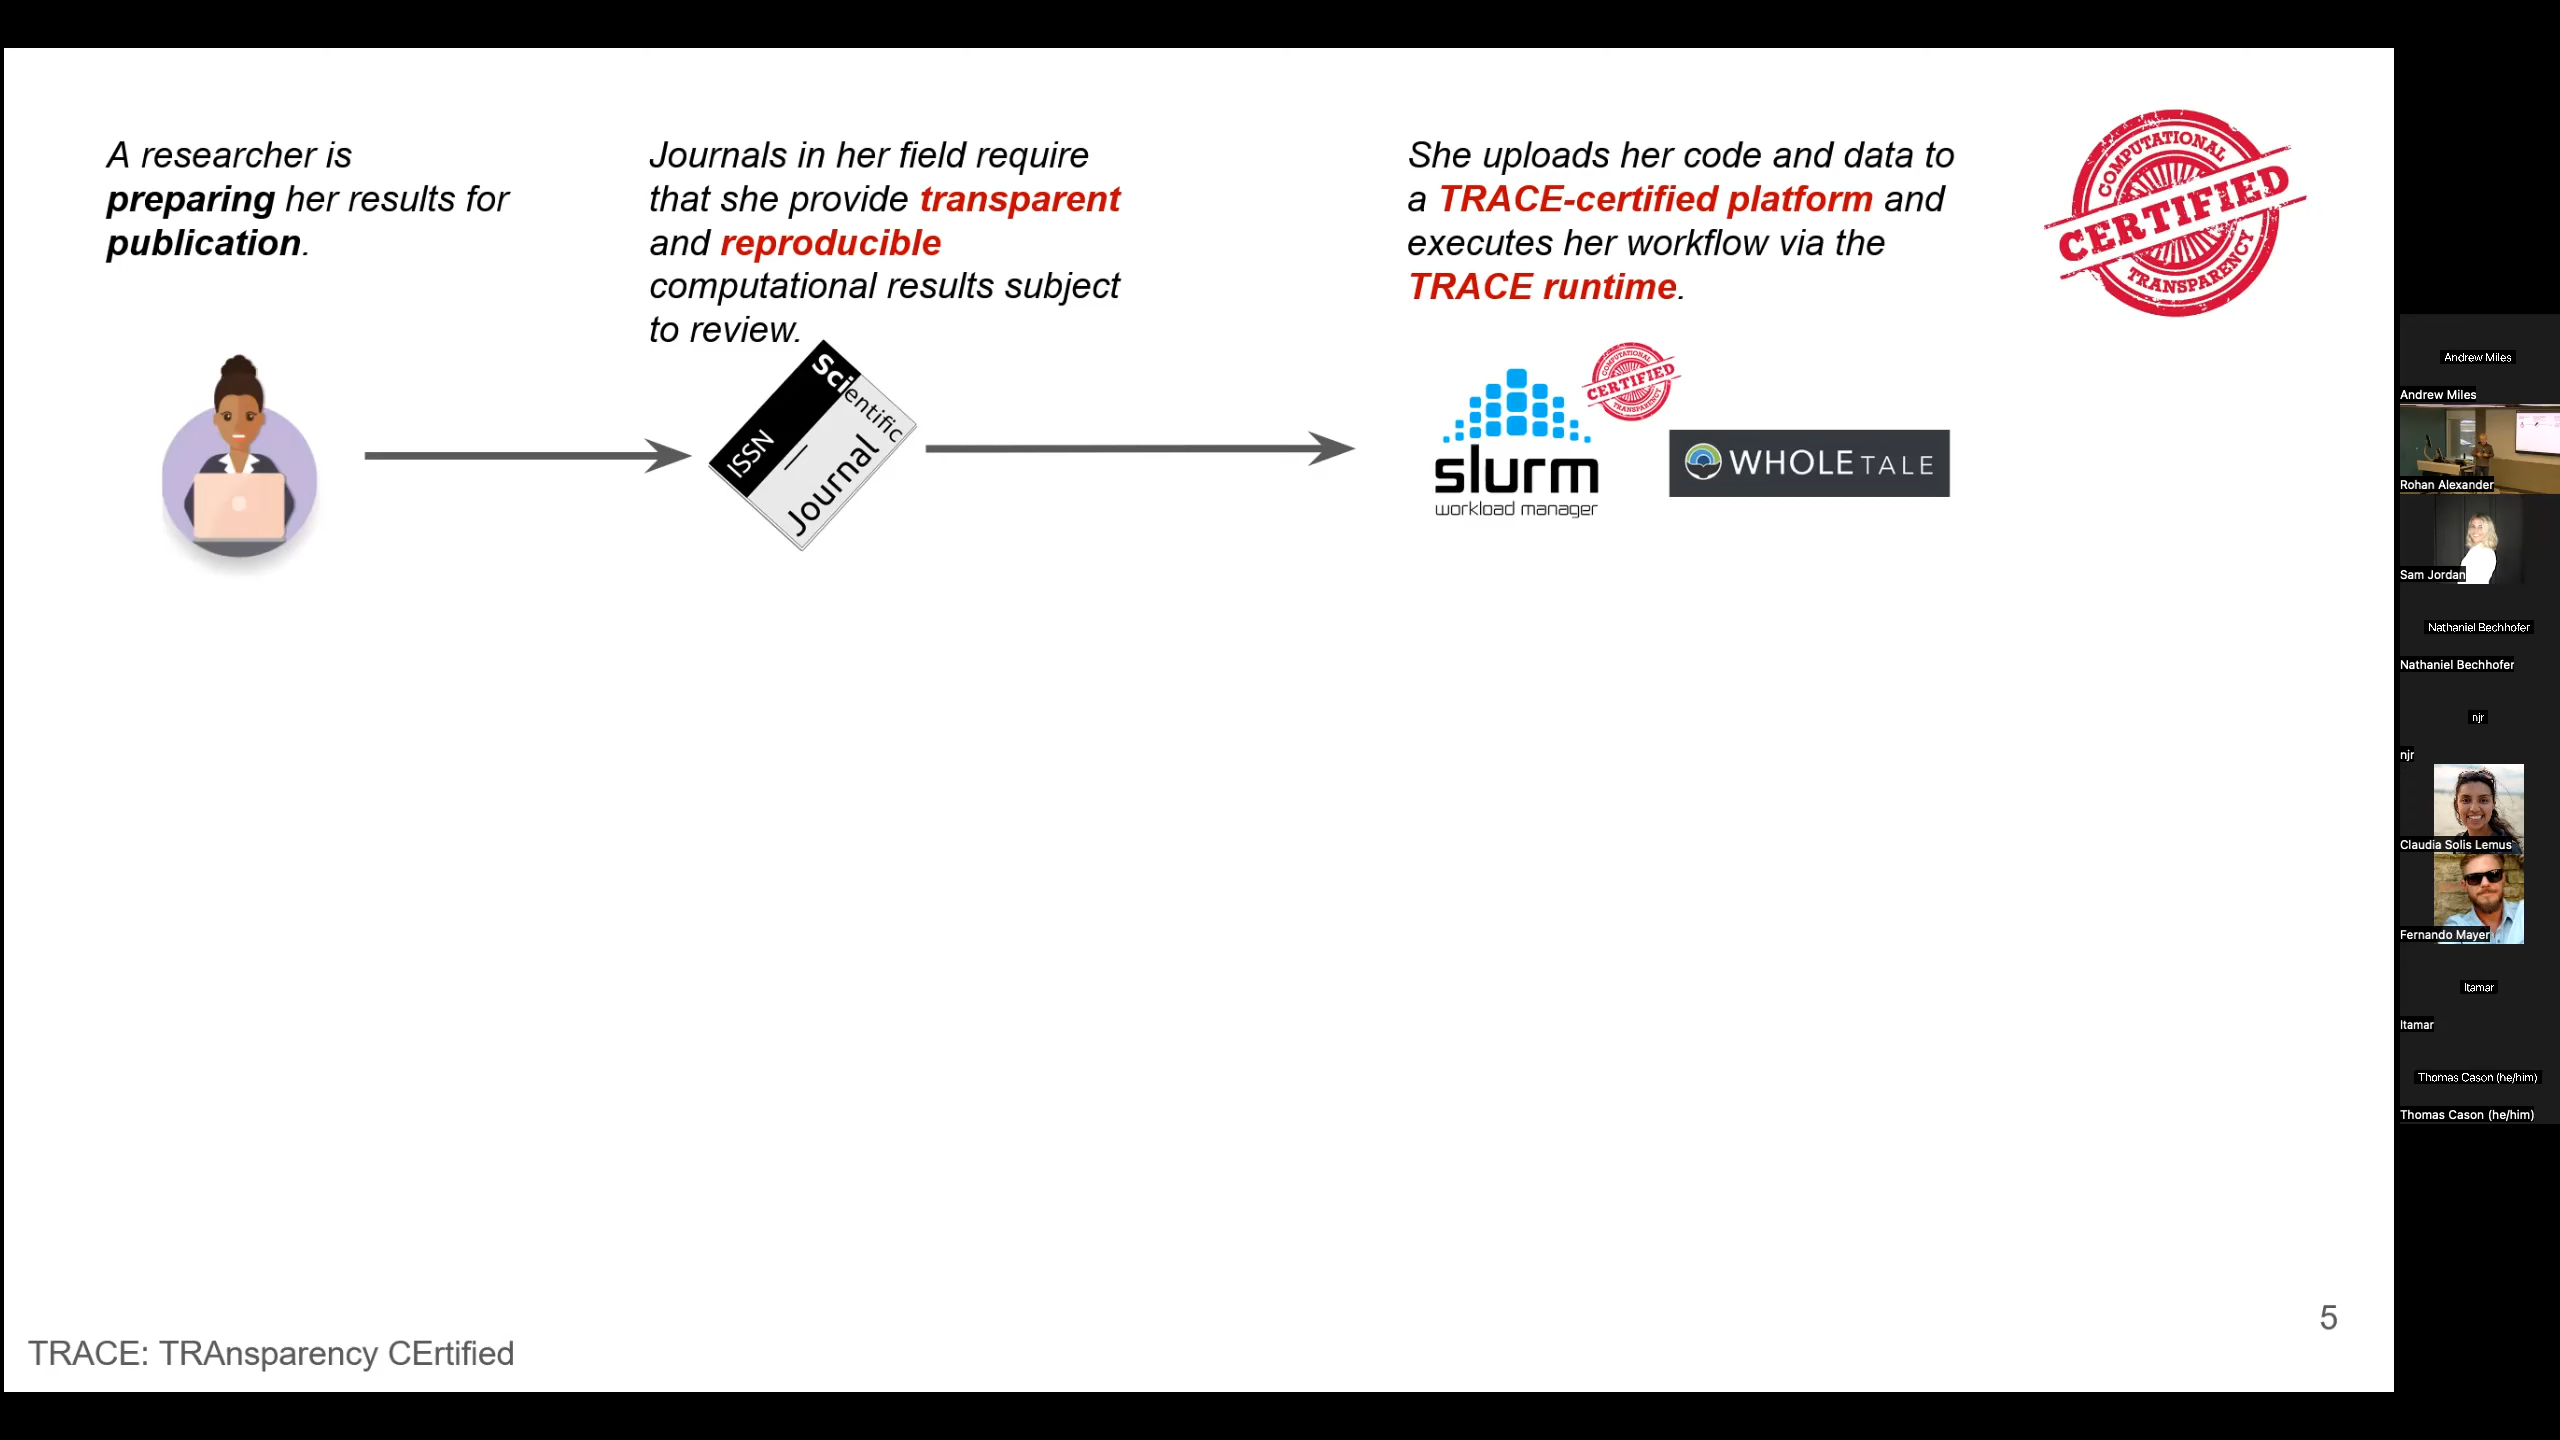 A researcher is
preparing her results for
publication.
Journals in her field require
that she provide transparent
and reproducible
computational results subject
to review.
She uploads her code and data to
a TRACE-certified platform and
executes her workflow via the
TRACE runtime.
COMPUTATIONAL
CERTIFIED
TRANSPARENCY
Scientific
Journal
ISSN
COMPUTATIONAL
CERTIFIED
TRANSPARENCY
slurm
workload manager
WHOLE TALE
5
TRACE: TRAnsparency CErtified
Andrew Miles
Andrew Miles
Rohan Alexander
Sam Jordan
Nathaniel Bechhofer
Nathaniel Bechhofer
njr
njr
Claudia Solis Lemus
Fernando Mayer
Itamar
Itamar
Thomas Cason (he/him)
Thomas Cason (he/him)